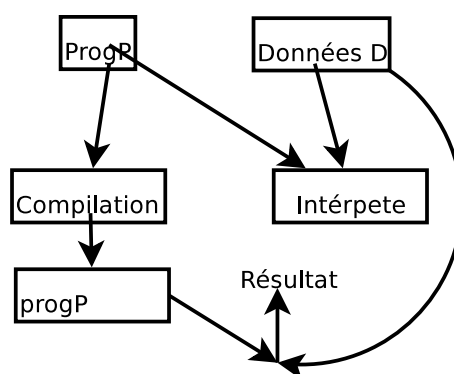 ProgP
Données D
Compilation
Intérpete
progP
Résultat